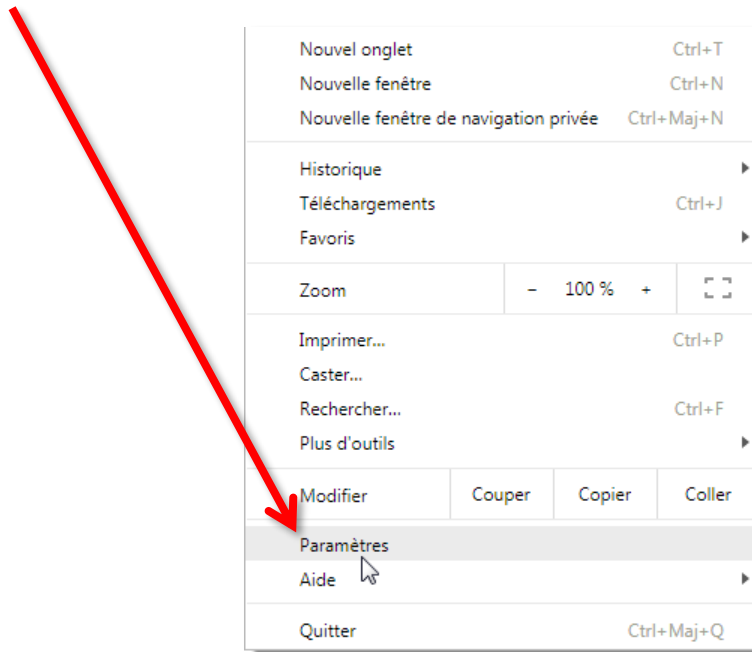 Nouvel onglet Ctrl+T
Nouvelle fenêtre Ctrl+N
Nouvelle fenêtre de navigation privée Ctrl+Maj+N
Historique
Téléchargements Ctrl+J
Favoris
Zoom − 100 % +
Imprimer... Ctrl+P
Caster...
Rechercher... Ctrl+F
Plus d'outils
Modifier Couper Copier Coller
Paramètres
Aide
Quitter Ctrl+Maj+Q